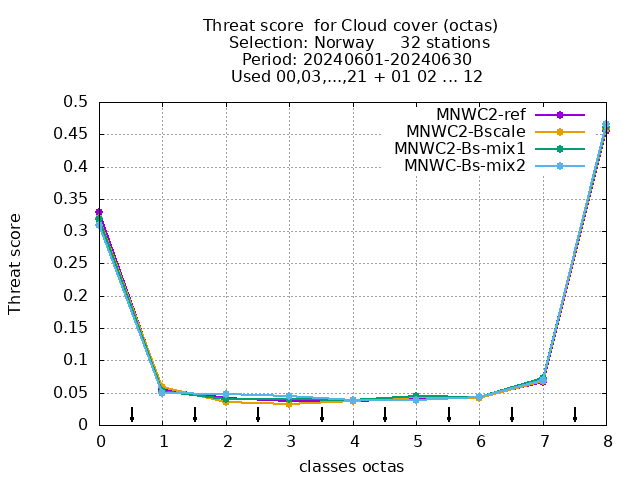 Threat score  for Cloud cover (octas)
Selection: Norway     32 stations
Period: 20240601-20240630
Used 00,03,...,21 + 01 02 ... 12
MNWC2-ref
MNWC2-Bscale
MNWC2-Bs-mix1
MNWC-Bs-mix2
Threat score
0.5
0.45
0.4
0.35
0.3
0.25
0.2
0.15
0.1
0.05
0
0 1 2 3 4 5 6 7 8
classes octas